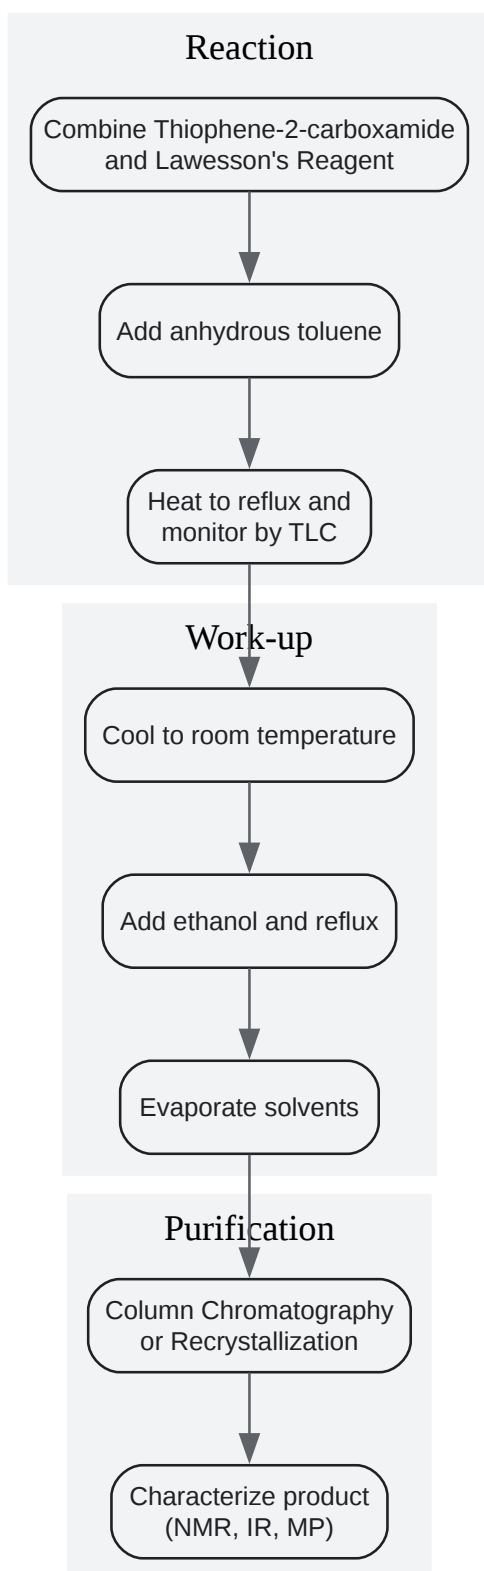 Reaction
Combine Thiophene-2-carboxamide
and Lawesson's Reagent
Add anhydrous toluene
Heat to reflux and
monitor by TLC
Work-up
Cool to room temperature
Add ethanol and reflux
Evaporate solvents
Purification
Column Chromatography
or Recrystallization
Characterize product
(NMR, IR, MP)